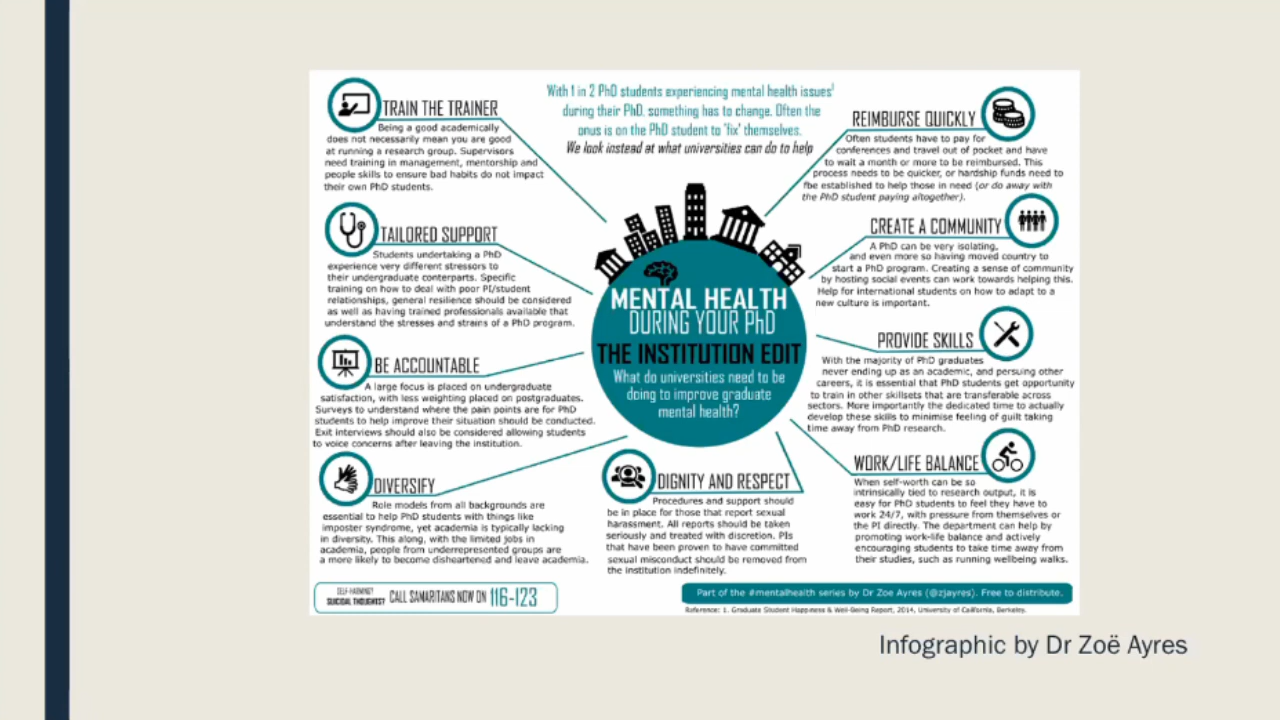 With 1 in 2 PhD students experiencing mental health issues¹
during their PhD, something has to change. Often the
onus is on the PhD student to 'fix' themselves.
We look instead at what universities can do to help
TRAIN THE TRAINER
Being a good academically
does not necessarily mean you are good
at running a research group. Supervisors
need training in management, mentorship and
people skills to ensure bad habits do not impact
their own PhD students.
TAILORED SUPPORT
Students undertaking a PhD
experience very different stressors to
their undergraduate conterparts. Specific
training on how to deal with poor PI/student
relationships, general resilience should be considered
as well as having trained professionals available that
understand the stresses and strains of a PhD program.
BE ACCOUNTABLE
A large focus is placed on undergraduate
satisfaction, with less weighting placed on postgraduates.
Surveys to understand where the pain points are for PhD
students to help improve their situation should be conducted.
Exit interviews should also be considered allowing students
to voice concerns after leaving the institution.
DIVERSIFY
Role models from all backgrounds are
essential to help PhD students with things like
imposter syndrome, yet academia is typically lacking
in diversity. This along, with the limited jobs in
academia, people from underrepresented groups are
a more likely to become disheartened and leave academia.
MENTAL HEALTH
DURING YOUR PhD
THE INSTITUTION EDIT
What do universities need to be
doing to improve graduate
mental health?
DIGNITY AND RESPECT
Procedures and support should
be in place for those that report sexual
harassment. All reports should be taken
seriously and treated with discretion. PIs
that have been proven to have committed
sexual misconduct should be removed from
the institution indefinitely.
REIMBURSE QUICKLY
Often students have to pay for
conferences and travel out of pocket and have
to wait a month or more to be reimbursed. This
process needs to be quicker, or hardship funds need to
fbe established to help those in need (or do away with
the PhD student paying altogether).
CREATE A COMMUNITY
A PhD can be very isolating,
and even more so having moved country to
start a PhD program. Creating a sense of community
by hosting social events can work towards helping this.
Help for international students on how to adapt to a
new culture is important.
PROVIDE SKILLS
With the majority of PhD graduates
never ending up as an academic, and persuing other
careers, it is essential that PhD students get opportunity
to train in other skillsets that are transferable across
sectors. More importantly the dedicated time to actually
develop these skills to minimise feeling of guilt taking
time away from PhD research.
WORK/LIFE BALANCE
When self-worth can be so
intrinsically tied to research output, it is
easy for PhD students to feel they have to
work 24/7, with pressure from themselves or
the PI directly. The department can help by
promoting work-life balance and actively
encouraging students to take time away from
their studies, such as running wellbeing walks.
SELF-HARMING?
SUICIDAL THOUGHTS?
CALL SAMARITANS NOW ON 116-123
Part of the #mentalhealth series by Dr Zoe Ayres (@zjayres). Free to distribute.
Reference: 1. Graduate Student Happiness & Well-Being Report, 2014, University of California, Berkeley.
Infographic by Dr Zoë Ayres